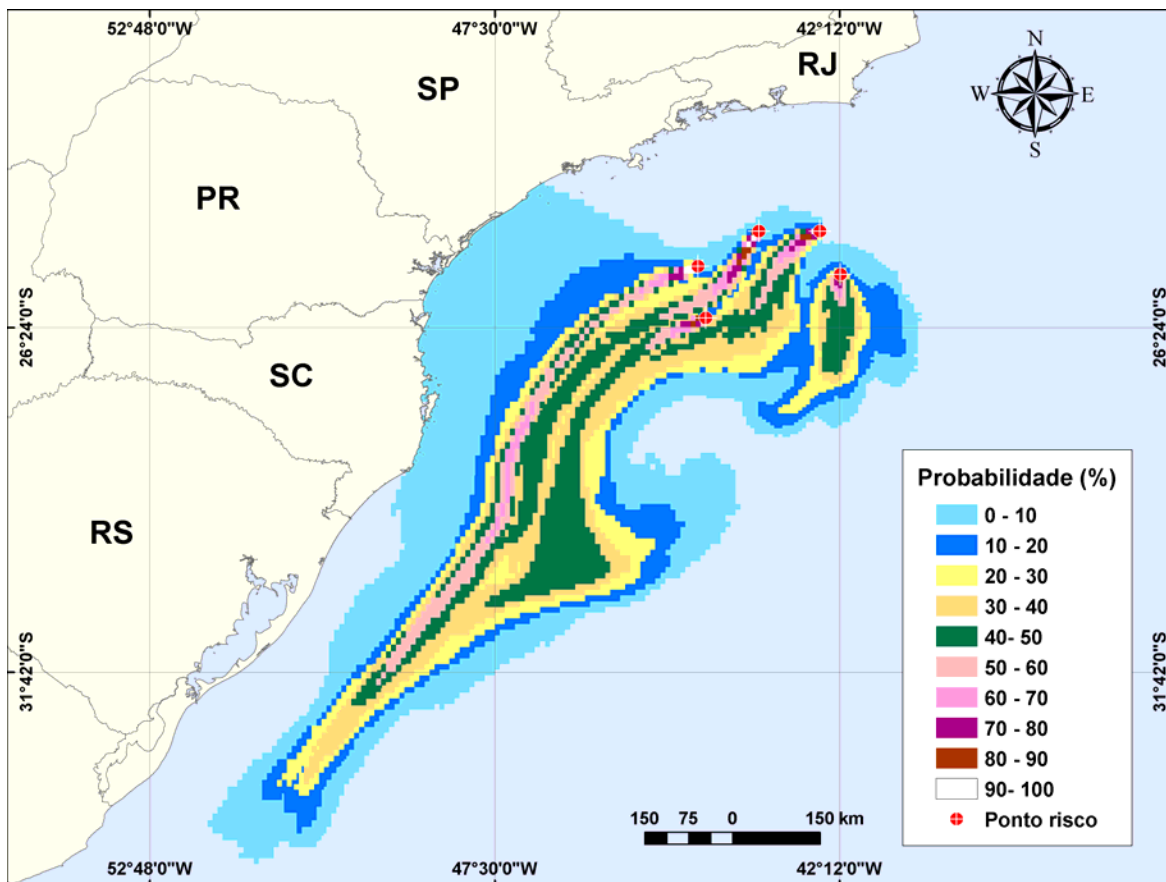 52°48'0"W
47°30'0"W
42°12'0"W
RJ
SP
N
W
E
S
PR
26°24'0"S
26°24'0"S
SC
RS
Probabilidade (%)
0 - 10
10 - 20
20 - 30
30 - 40
40- 50
50 - 60
60 - 70
70 - 80
80 - 90
90- 100
Ponto risco
31°42'0"S
31°42'0"S
150 75 0 150 km
52°48'0"W
47°30'0"W
42°12'0"W